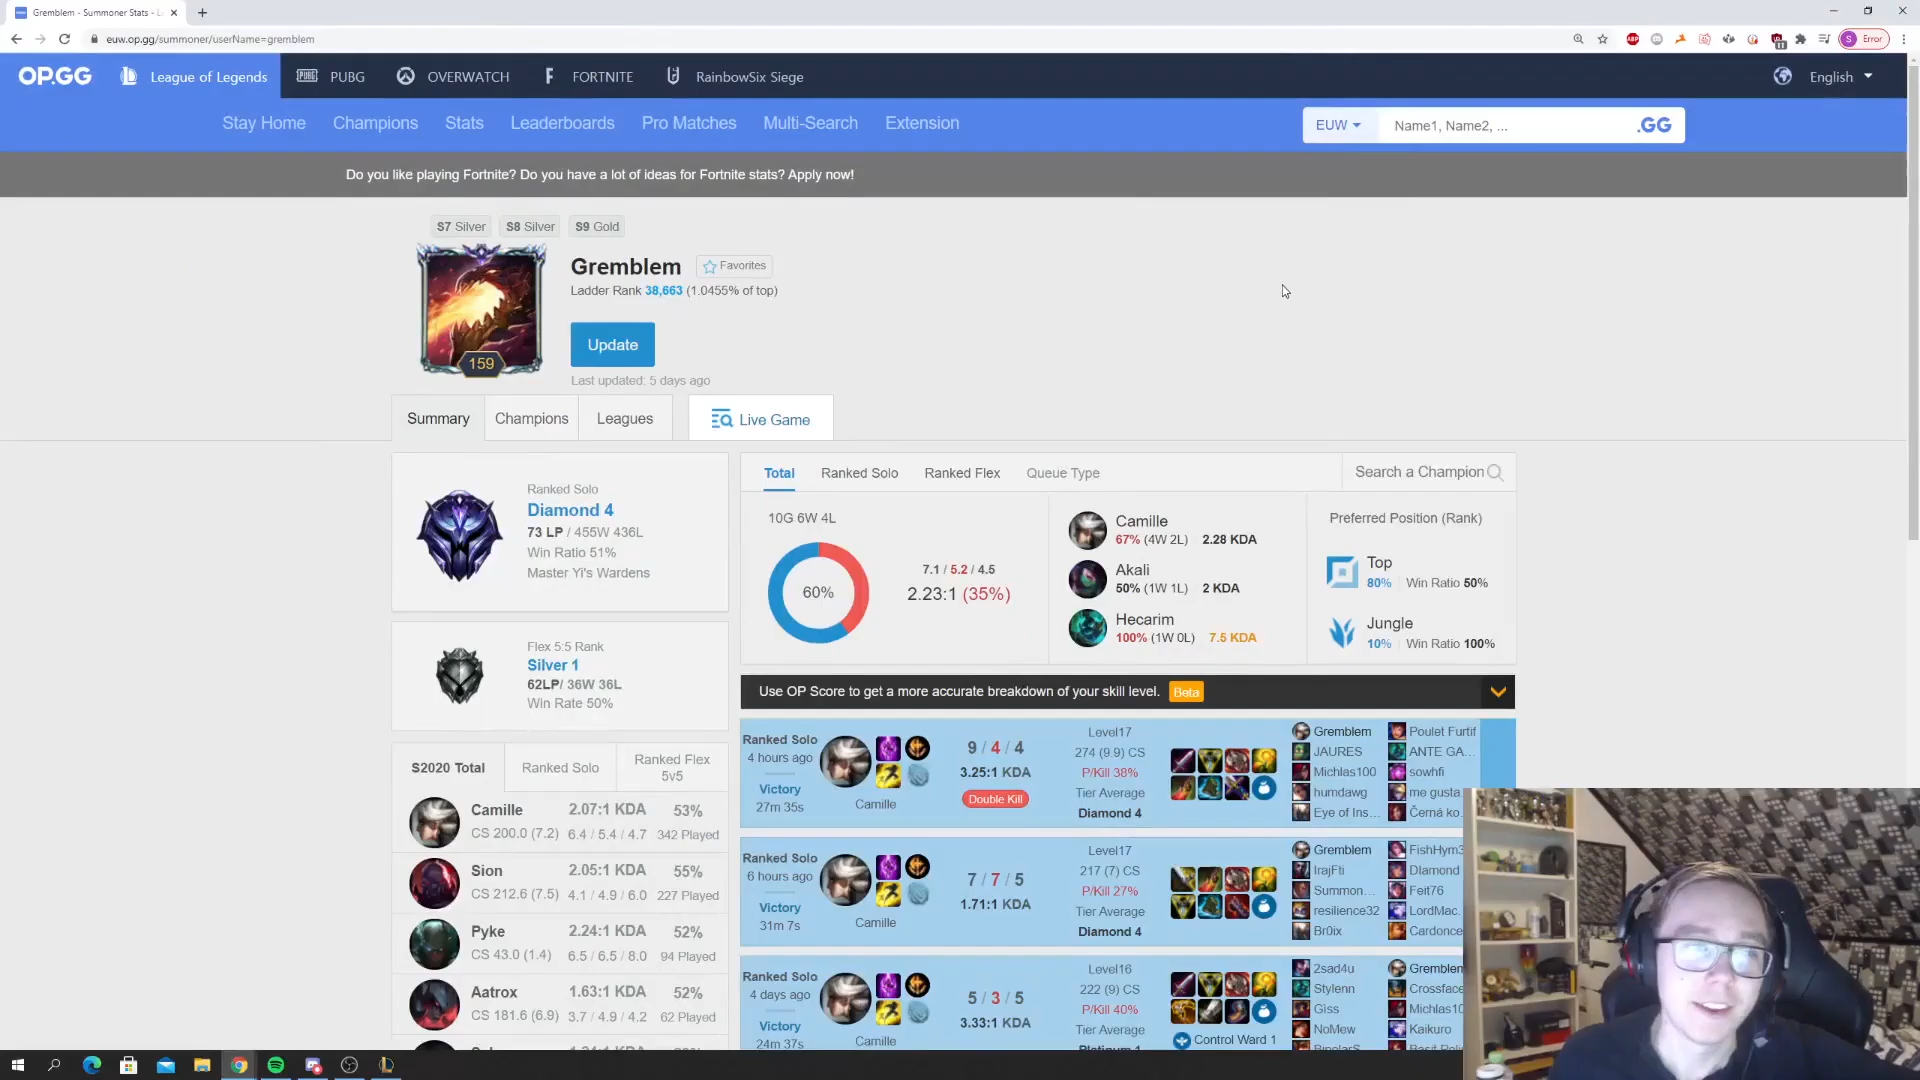 Gremblem - Summoner Stats - L
euw.op.gg/summoner/userName=gremblem
ABP
11
S Error
OP.GG
League of Legends
PUBG
PUBG
OVERWATCH
FORTNITE
RainbowSix Siege
English
Stay Home
Champions
Stats
Leaderboards
Pro Matches
Multi-Search
Extension
EUW
Name1, Name2, ...
.GG
Do you like playing Fortnite? Do you have a lot of ideas for Fortnite stats? Apply now!
S7 Silver
S8 Silver
S9 Gold
Gremblem
Favorites
Ladder Rank 38,663 (1.0455% of top)
159
Update
Last updated: 5 days ago
Summary
Champions
Leagues
Live Game
Ranked Solo
Diamond 4
73 LP / 455W 436L
Win Ratio 51%
Master Yi's Wardens
Flex 5:5 Rank
Silver 1
62LP/ 36W 36L
Win Rate 50%
S2020 Total
Ranked Solo
Ranked Flex
5v5
Camille 2.07:1 KDA 53%
CS 200.0 (7.2) 6.4 / 5.4 / 4.7 342 Played
Sion 2.05:1 KDA 55%
CS 212.6 (7.5) 4.1 / 4.9 / 6.0 227 Played
Pyke 2.24:1 KDA 52%
CS 43.0 (1.4) 6.5 / 6.5 / 8.0 94 Played
Aatrox 1.63:1 KDA 52%
CS 181.6 (6.9) 3.7 / 4.9 / 4.2 62 Played
Total
Ranked Solo
Ranked Flex
Queue Type
Search a Champion
10G 6W 4L
60%
7.1 / 5.2 / 4.5
2.23:1 (35%)
Camille
67% (4W 2L) 2.28 KDA
Akali
50% (1W 1L) 2 KDA
Hecarim
100% (1W 0L) 7.5 KDA
Preferred Position (Rank)
Top
80% Win Ratio 50%
Jungle
10% Win Ratio 100%
Use OP Score to get a more accurate breakdown of your skill level. Beta
Ranked Solo
4 hours ago
Victory
27m 35s
Camille
9 / 4 / 4
3.25:1 KDA
Double Kill
Level17
274 (9.9) CS
P/Kill 38%
Tier Average
Diamond 4
Gremblem
JAURES
Michlas100
humdawg
Eye of Ins...
Poulet Furtif
ANTE GA...
sowhfi
me gusta
Černá ko
Ranked Solo
6 hours ago
Victory
31m 7s
Camille
7 / 7 / 5
1.71:1 KDA
Level17
217 (7) CS
P/Kill 27%
Tier Average
Diamond 4
Gremblem
IrajFti
Summon...
resilience32
Br0ix
FishHym3
Feit76
LordMac.
Cardonce
Ranked Solo
4 days ago
Victory
24m 37s
Camille
5 / 3 / 5
3.33:1 KDA
Level16
222 (9) CS
P/Kill 40%
Tier Average
Platinum 1
Control Ward 1
2sad4u
Stylenn
NoMew
Gremblem
Crossface
Michlas10
Kaikuro